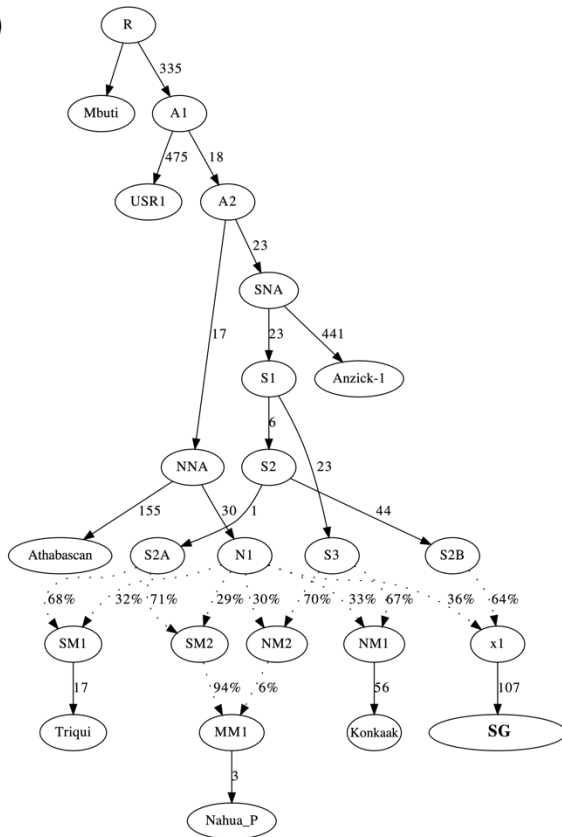 )
R
335
Mbuti A1
475 18
USR1 A2
23
SNA
17 23 441
S1 Anzick-1
6
23
NNA S2
155 30 1 44
Athabascan S2A N1 S3 S2B
68% 32% 71% 29% 30% 70% 33% 67% 36% 64%
SM1 SM2 NM2 NM1 x1
17 94% 6% 56 107
Triqui MM1 Konkaak SG
3
Nahua_P